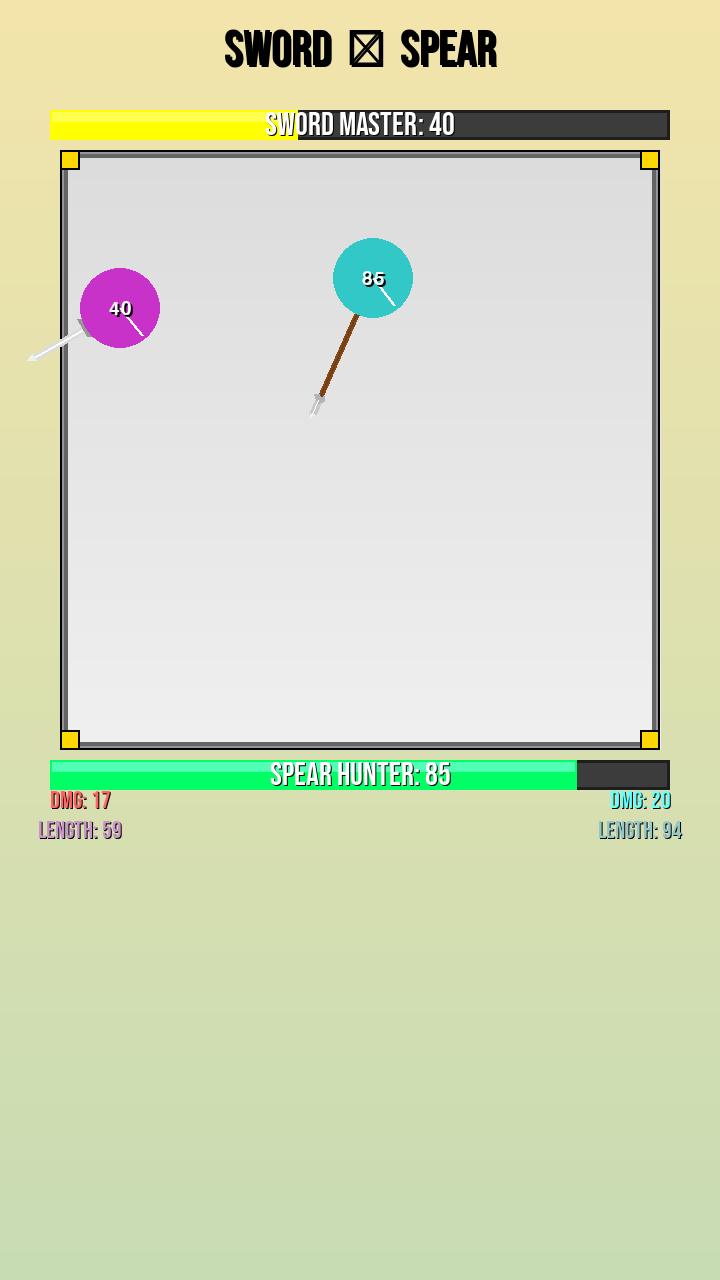 SWORD ☒ SPEAR
SWORD MASTER: 40
40
85
SPEAR HUNTER: 85
DMG: 17
DMG: 20
LENGTH: 59
LENGTH: 94